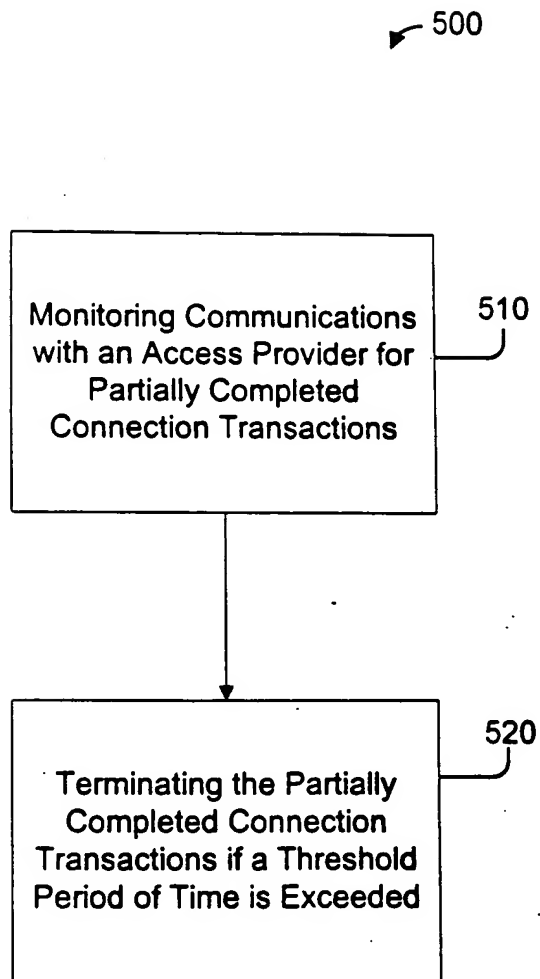 500
Monitoring Communications
with an Access Provider for
Partially Completed
Connection Transactions
510
Terminating the Partially
Completed Connection
Transactions if a Threshold
Period of Time is Exceeded
520